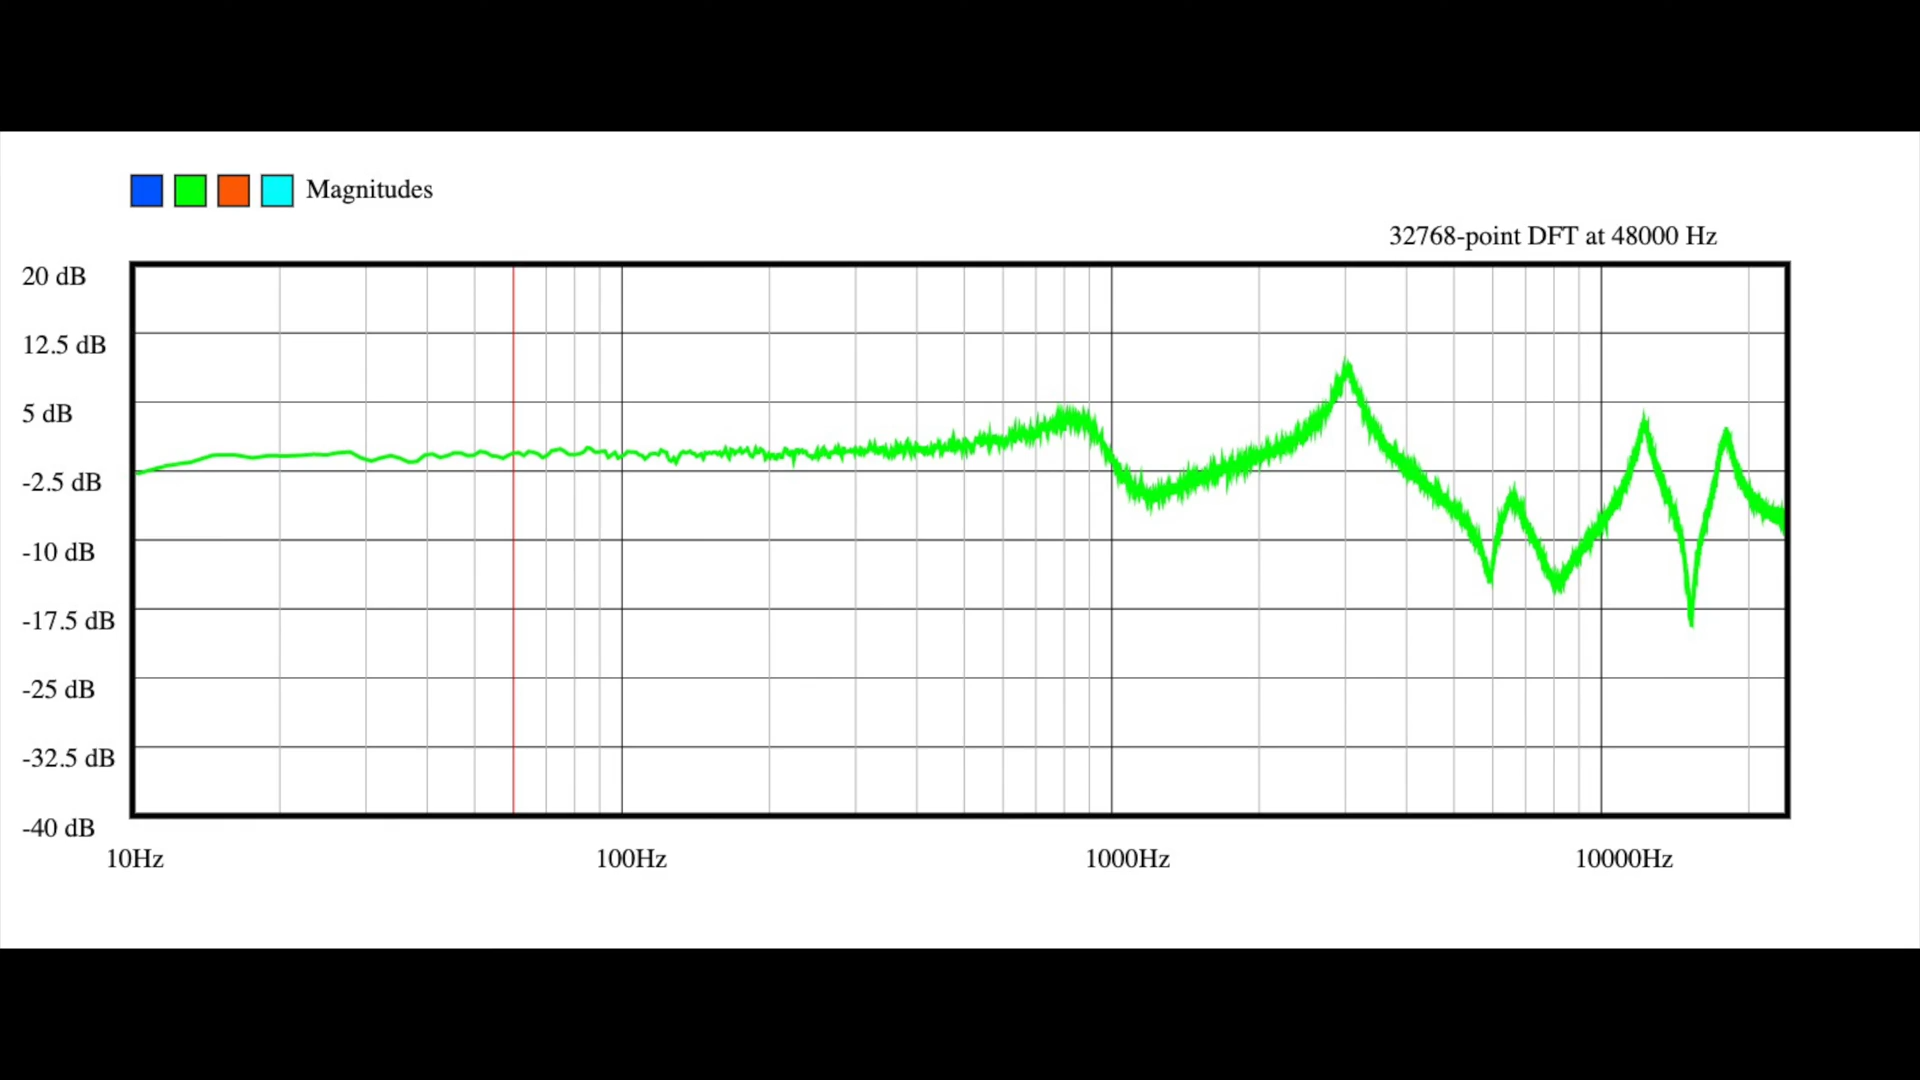 Magnitudes
32768-point DFT at 48000 Hz
20 dB
12.5 dB
5 dB
-2.5 dB
-10 dB
-17.5 dB
-25 dB
-32.5 dB
-40 dB
10Hz 100Hz 1000Hz 10000Hz